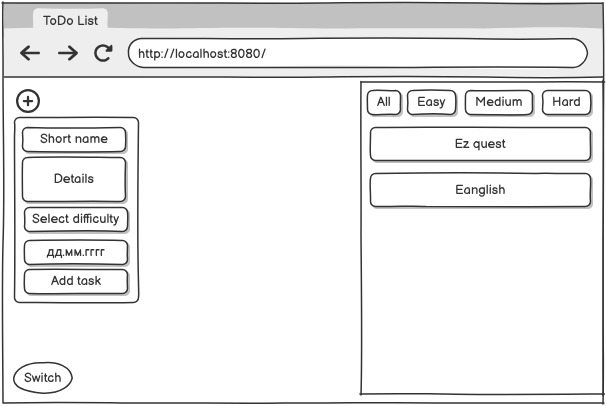 ToDo List
http://localhost:8080/
Short name
Details
Select difficulty
дд.мм.гггг
Add task
Switch
All Easy Medium Hard
Ez quest
Eanglish